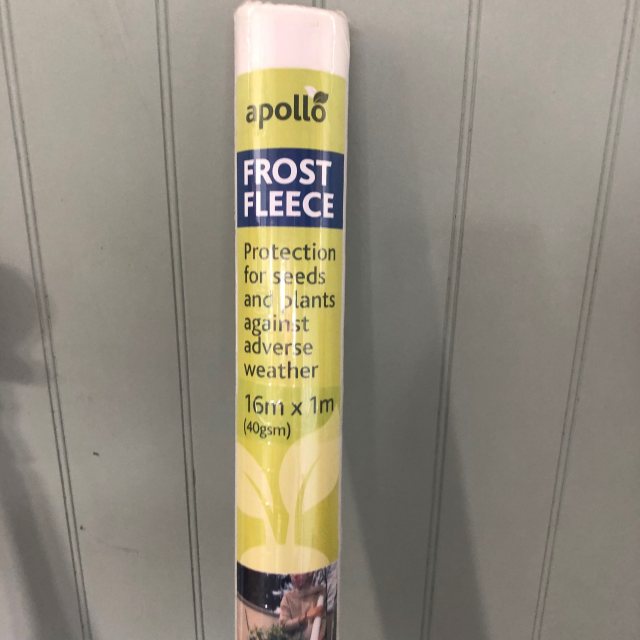 apollo
FROST
FLEECE
Protection
for seeds
and plants
against
adverse
weather
16m x 1m
(40gsm)